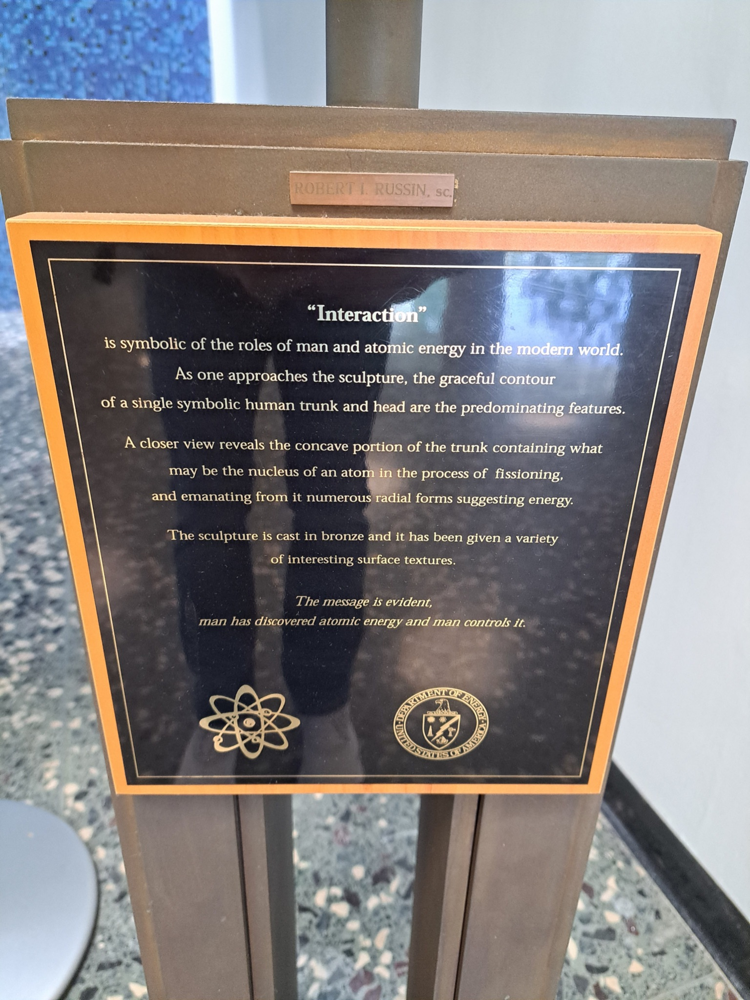 ROBERT I. RUSSIN, SC.
“Interaction”
is symbolic of the roles of man and atomic energy in the modern world.
As one approaches the sculpture, the graceful contour
of a single symbolic human trunk and head are the predominating features.
A closer view reveals the concave portion of the trunk containing what
may be the nucleus of an atom in the process of fissioning,
and emanating from it numerous radial forms suggesting energy.
The sculpture is cast in bronze and it has been given a variety
of interesting surface textures.
The message is evident,
man has discovered atomic energy and man controls it.
DEPARTMENT OF ENERGY
UNITED STATES OF AMERICA